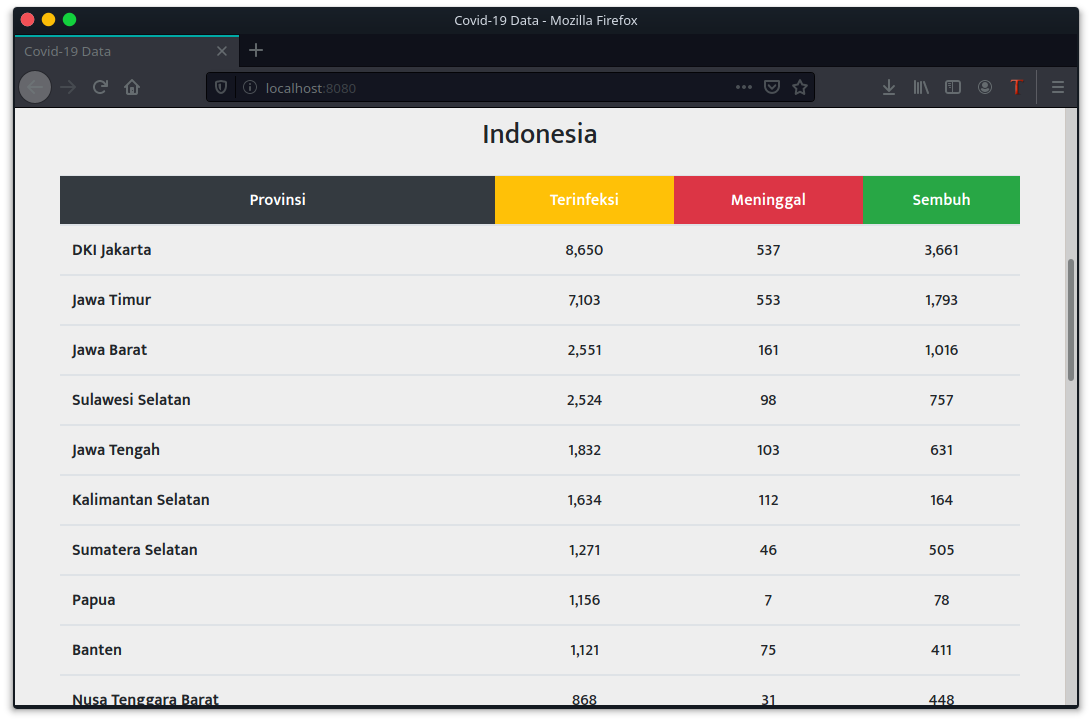 Covid-19 Data - Mozilla Firefox
Covid-19 Data
localhost:8080
Indonesia
Provinsi Terinfeksi Meninggal Sembuh
DKI Jakarta 8,650 537 3,661
Jawa Timur 7,103 553 1,793
Jawa Barat 2,551 161 1,016
Sulawesi Selatan 2,524 98 757
Jawa Tengah 1,832 103 631
Kalimantan Selatan 1,634 112 164
Sumatera Selatan 1,271 46 505
Papua 1,156 7 78
Banten 1,121 75 411
Nusa Tenggara Barat 868 31 448